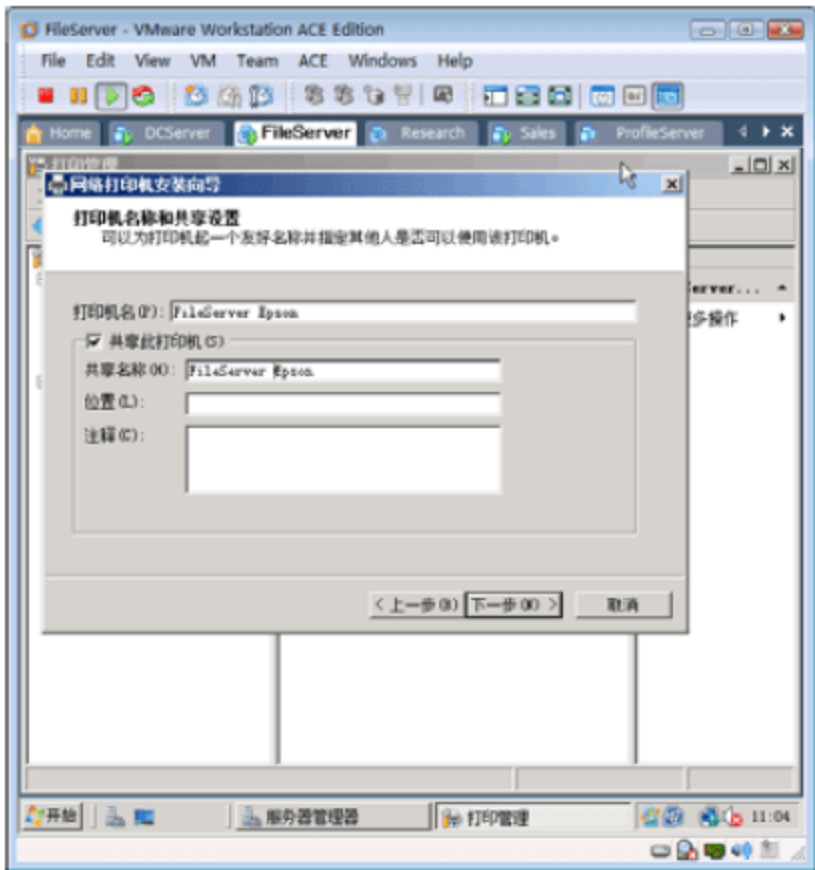 FileServer - VMware Workstation ACE Edition
File Edit View VM Team ACE Windows Help
Home DCServer FileServer Research Sales ProfileServer
打印管理
网络打印机安装向导
打印机名称和共享设置
可以为打印机起一个友好名称并指定其他人是否可以使用该打印机。
erver...
打印机名(P): FileServer Epson
多操作
共享此打印机(S)
共享名称(H): FileServer Epson
位置(L):
注释(C):
< 上一步(B) 下一步(N) > 取消
开始 服务器管理器 打印管理 11:04